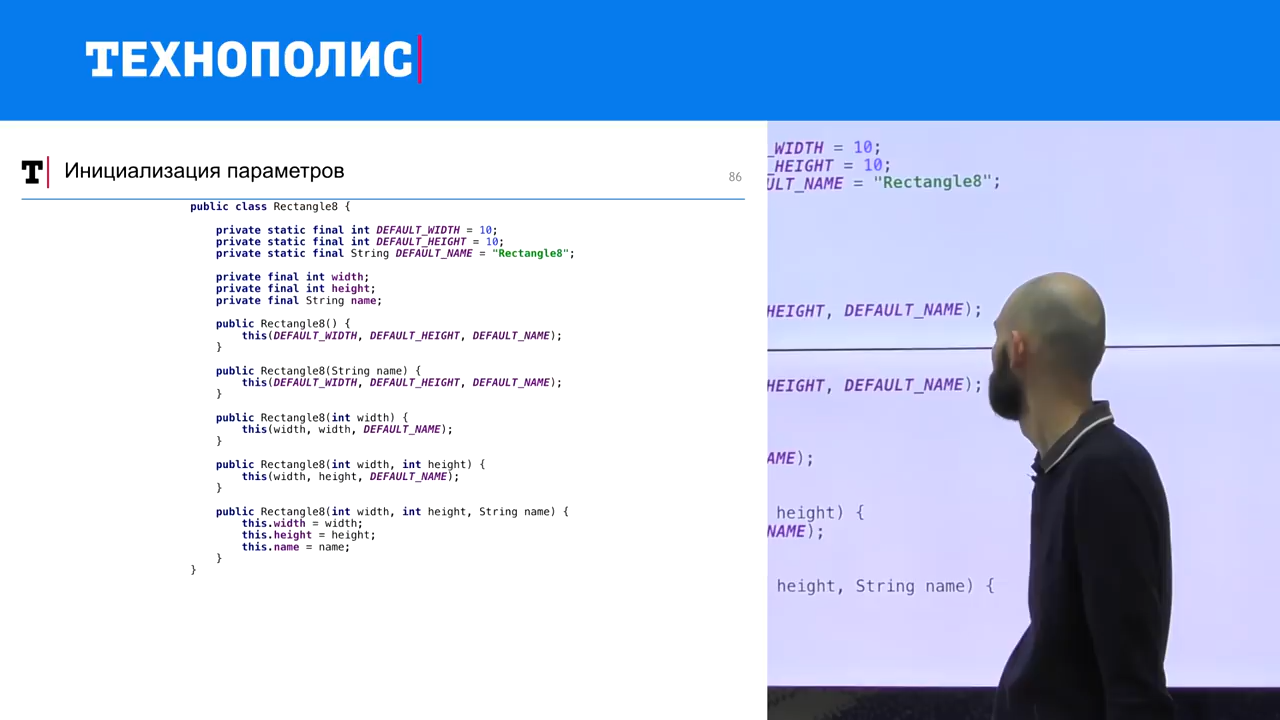 ТЕХНОПОЛИС
Т Инициализация параметров
86
public class Rectangle8 {
private static final int DEFAULT_WIDTH = 10;
private static final int DEFAULT_HEIGHT = 10;
private static final String DEFAULT_NAME = "Rectangle8";
private final int width;
private final int height;
private final String name;
public Rectangle8() {
this(DEFAULT_WIDTH, DEFAULT_HEIGHT, DEFAULT_NAME);
}
public Rectangle8(String name) {
this(DEFAULT_WIDTH, DEFAULT_HEIGHT, DEFAULT_NAME);
}
public Rectangle8(int width) {
this(width, width, DEFAULT_NAME);
}
public Rectangle8(int width, int height) {
this(width, height, DEFAULT_NAME);
}
public Rectangle8(int width, int height, String name) {
this.width = width;
this.height = height;
this.name = name;
}
}
_WIDTH = 10;
_HEIGHT = 10;
ULT_NAME = "Rectangle8";
HEIGHT, DEFAULT_NAME);
HEIGHT, DEFAULT_NAME);
AME);
height) {
NAME);
height, String name) {